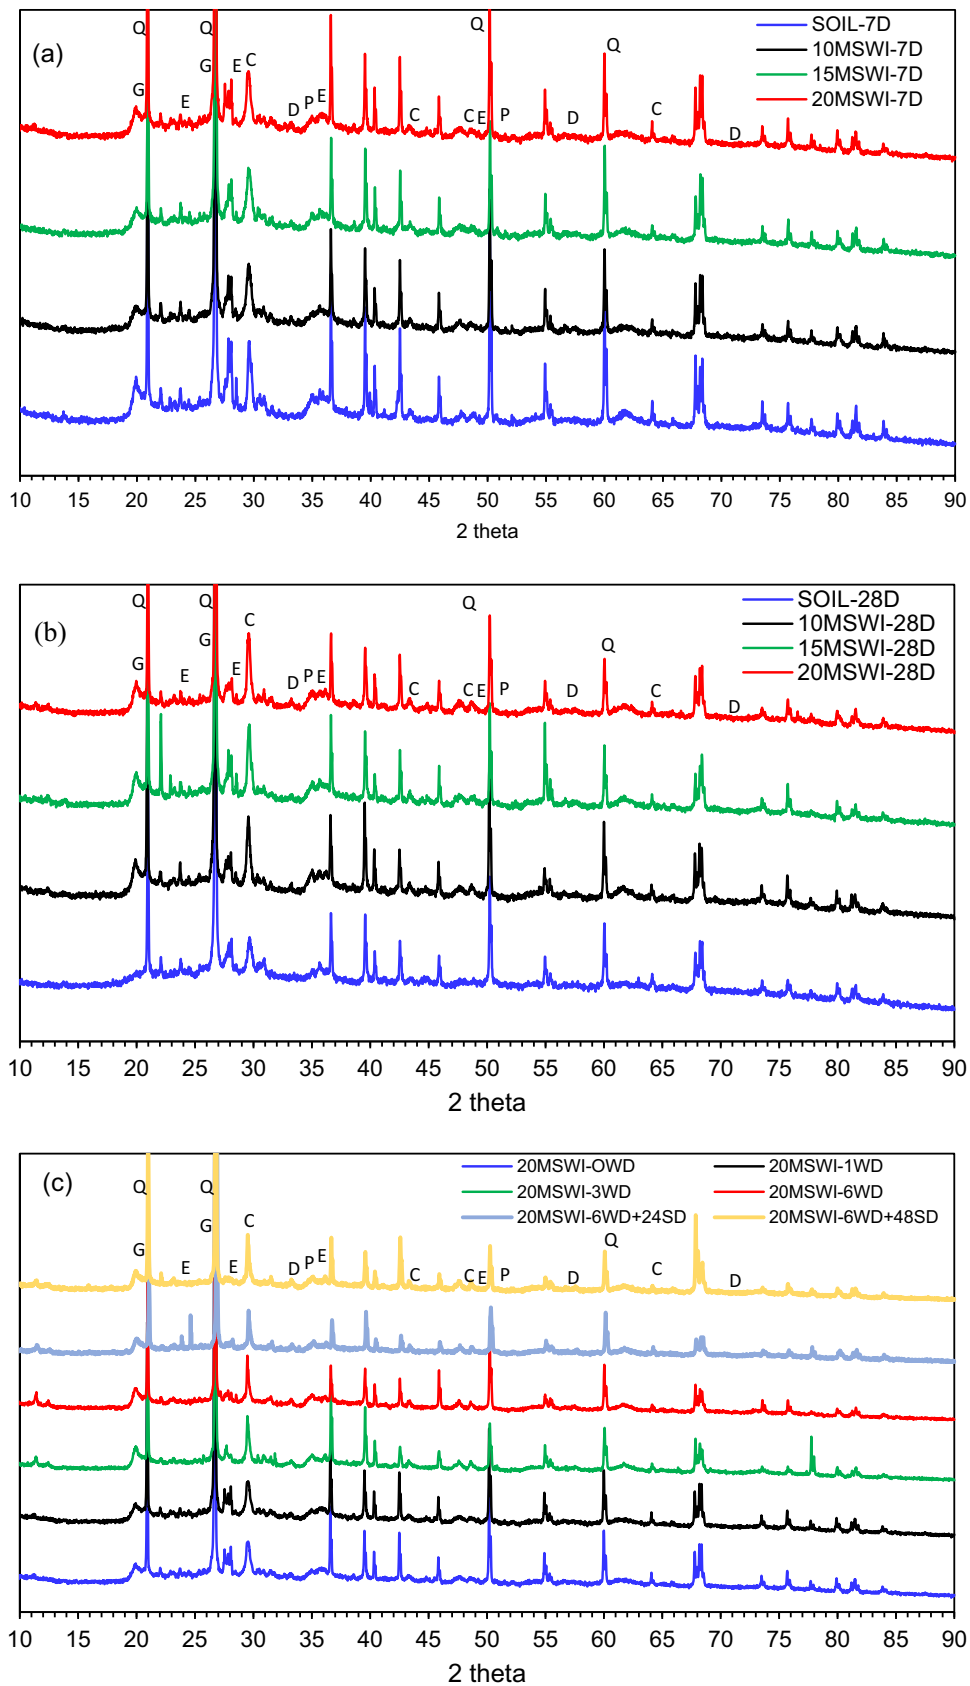 (a)
SOIL-7D
10MSWI-7D
15MSWI-7D
20MSWI-7D
Q Q Q Q
G G E E C D P E C C E P D C D
10 15 20 25 30 35 40 45 50 55 60 65 70 75 80 85 90
2 theta
(b)
SOIL-28D
10MSWI-28D
15MSWI-28D
20MSWI-28D
Q Q Q Q
G E G E C D P E C C E P D C D
10 15 20 25 30 35 40 45 50 55 60 65 70 75 80 85 90
2 theta
(c)
20MSWI-OWD 20MSWI-1WD
20MSWI-3WD 20MSWI-6WD
20MSWI-6WD+24SD 20MSWI-6WD+48SD
Q Q Q
G E G E C D P E C C E P D C D
10 15 20 25 30 35 40 45 50 55 60 65 70 75 80 85 90
2 theta